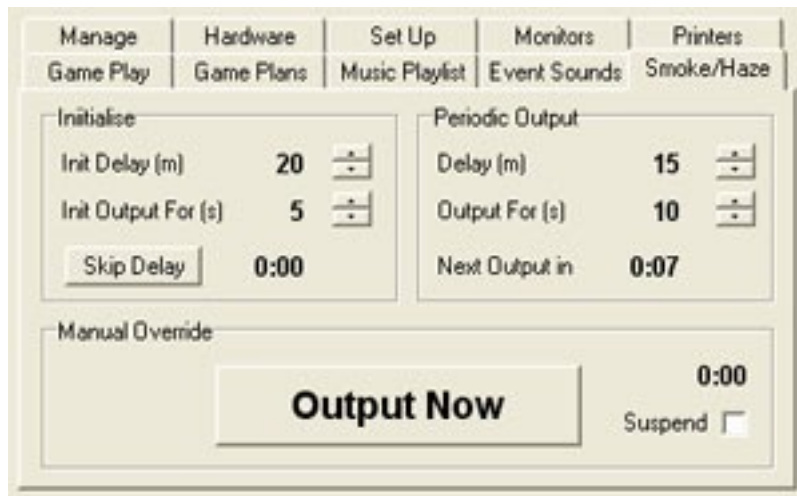 Manage Hardware Set Up Monitors Printers
Game Play Game Plans Music Playlist Event Sounds Smoke/Haze
Initialise
Init Delay (m) 20
Init Output For (s) 5
Skip Delay 0:00
Periodic Output
Delay (m) 15
Output For (s) 10
Next Output in 0:07
Manual Override
Output Now
0:00
Suspend